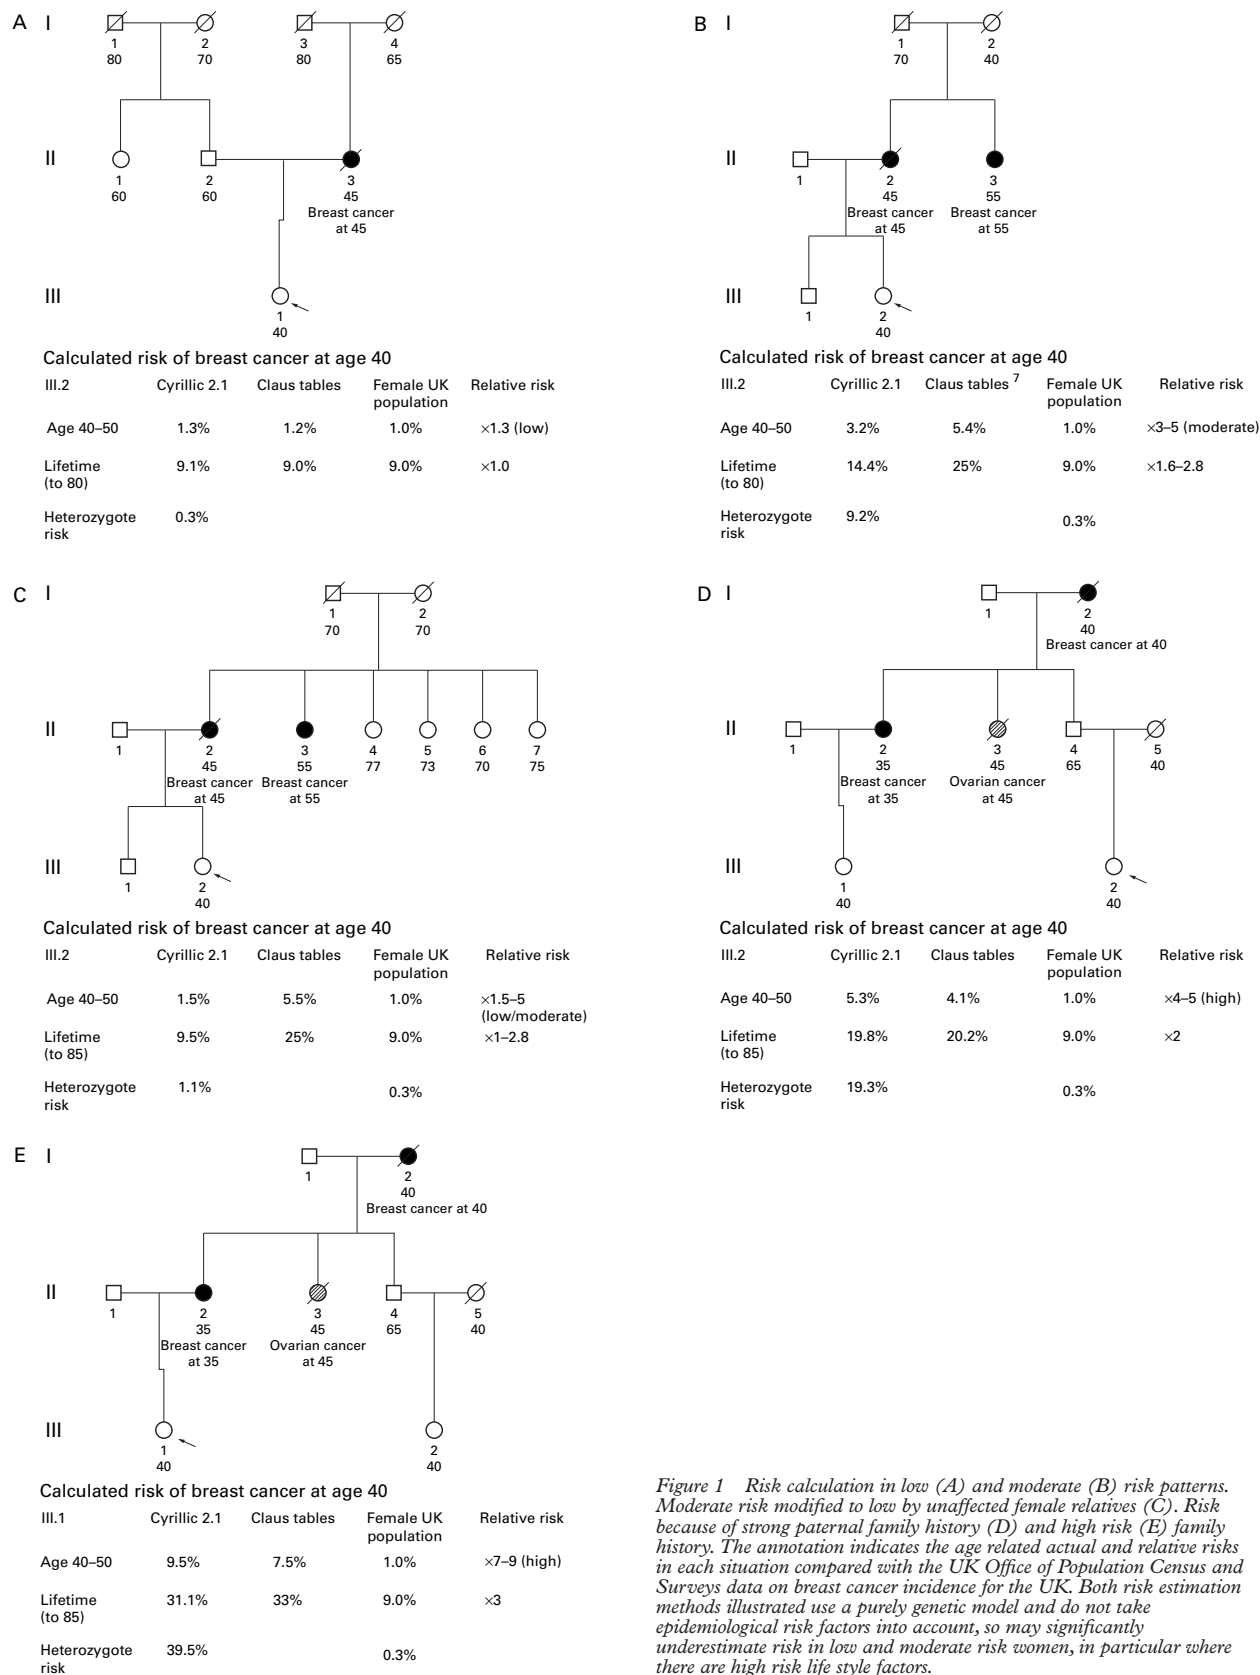 A I
1 2 3 4
80 70 80 65
II
1 2 3
60 60 45
Breast cancer
at 45
III
1
40
Calculated risk of breast cancer at age 40
III.2 Cyrillic 2.1 Claus tables Female UK Relative risk
population
Age 40–50 1.3% 1.2% 1.0% ×1.3 (low)
Lifetime 9.1% 9.0% 9.0% ×1.0
(to 80)
Heterozygote 0.3%
risk
B I
1 2
70 40
II
1 2 3
45 55
Breast cancer Breast cancer
at 45 at 55
III
1 2
40
Calculated risk of breast cancer at age 40
III.2 Cyrillic 2.1 Claus tables 7 Female UK Relative risk
population
Age 40–50 3.2% 5.4% 1.0% ×3–5 (moderate)
Lifetime 14.4% 25% 9.0% ×1.6–2.8
(to 80)
Heterozygote 9.2% 0.3%
risk
C I
1 2
70 70
II
1 2 3 4 5 6 7
45 55 77 73 70 75
Breast cancer Breast cancer
at 45 at 55
III
1 2
40
Calculated risk of breast cancer at age 40
III.2 Cyrillic 2.1 Claus tables Female UK Relative risk
population
Age 40–50 1.5% 5.5% 1.0% ×1.5–5
(low/moderate)
Lifetime 9.5% 25% 9.0% ×1–2.8
(to 85)
Heterozygote 1.1% 0.3%
risk
D I
1 2
40
Breast cancer at 40
II
1 2 3 4 5
35 45 65 40
Breast cancer Ovarian cancer
at 35 at 45
III
1 2
40 40
Calculated risk of breast cancer at age 40
III.2 Cyrillic 2.1 Claus tables Female UK Relative risk
population
Age 40–50 5.3% 4.1% 1.0% ×4–5 (high)
Lifetime 19.8% 20.2% 9.0% ×2
(to 85)
Heterozygote 19.3% 0.3%
risk
E I
1 2
40
Breast cancer at 40
II
1 2 3 4 5
35 45 65 40
Breast cancer Ovarian cancer
at 35 at 45
III
1 2
40 40
Calculated risk of breast cancer at age 40
III.1 Cyrillic 2.1 Claus tables Female UK Relative risk
population
Age 40–50 9.5% 7.5% 1.0% ×7–9 (high)
Lifetime 31.1% 33% 9.0% ×3
(to 85)
Heterozygote 39.5% 0.3%
risk
Figure 1 Risk calculation in low (A) and moderate (B) risk patterns.
Moderate risk modified to low by unaffected female relatives (C). Risk
because of strong paternal family history (D) and high risk (E) family
history. The annotation indicates the age related actual and relative risks
in each situation compared with the UK Office of Population Census and
Surveys data on breast cancer incidence for the UK. Both risk estimation
methods illustrated use a purely genetic model and do not take
epidemiological risk factors into account, so may significantly
underestimate risk in low and moderate risk women, in particular where
there are high risk life style factors.